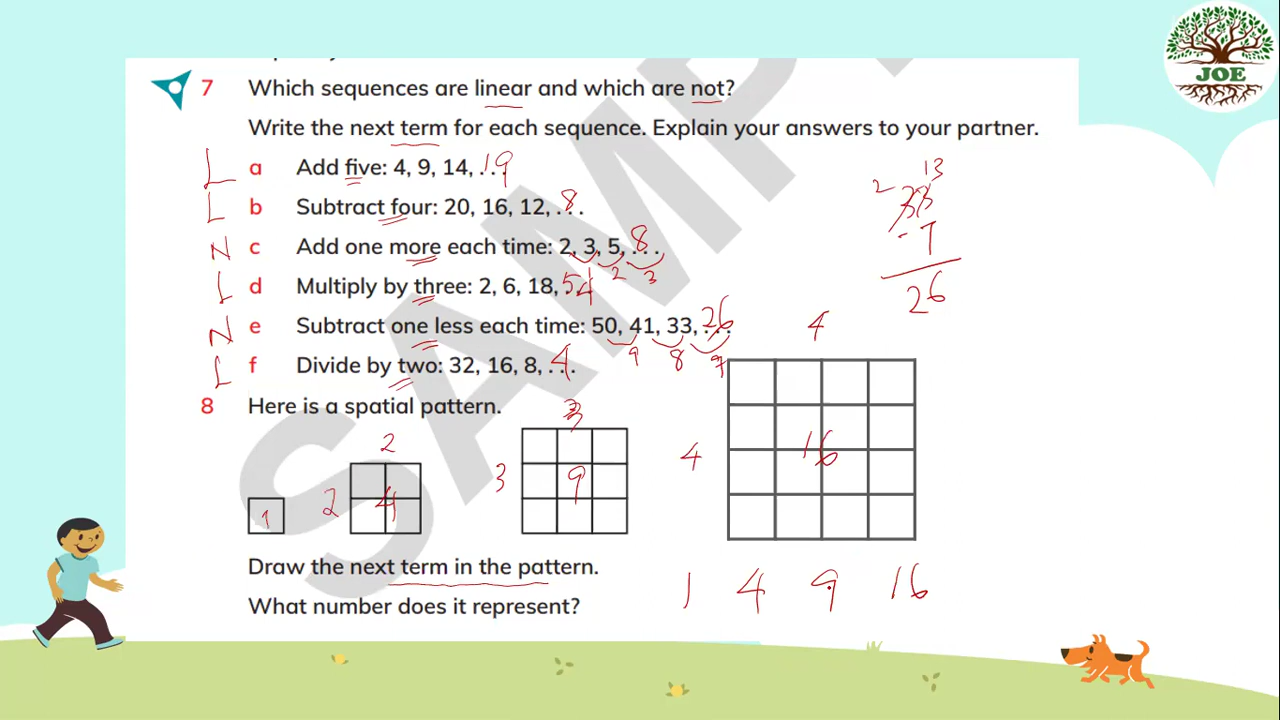 JOE
7 Which sequences are linear and which are not?
Write the next term for each sequence. Explain your answers to your partner.
L a Add five: 4, 9, 14, . . . 19
L b Subtract four: 20, 16, 12, . . . 8
N c Add one more each time: 2, 3, 5, . . . 8
2 3
L d Multiply by three: 2, 6, 18, 54
N e Subtract one less each time: 50, 41, 33, . . . 26
9 8 7
L f Divide by two: 32, 16, 8, . . . 4
2 13
33
- 7
26
8 Here is a spatial pattern.
1
2 2 4
3 3 9
4 4 16
Draw the next term in the pattern.
1 4 9 16
What number does it represent?